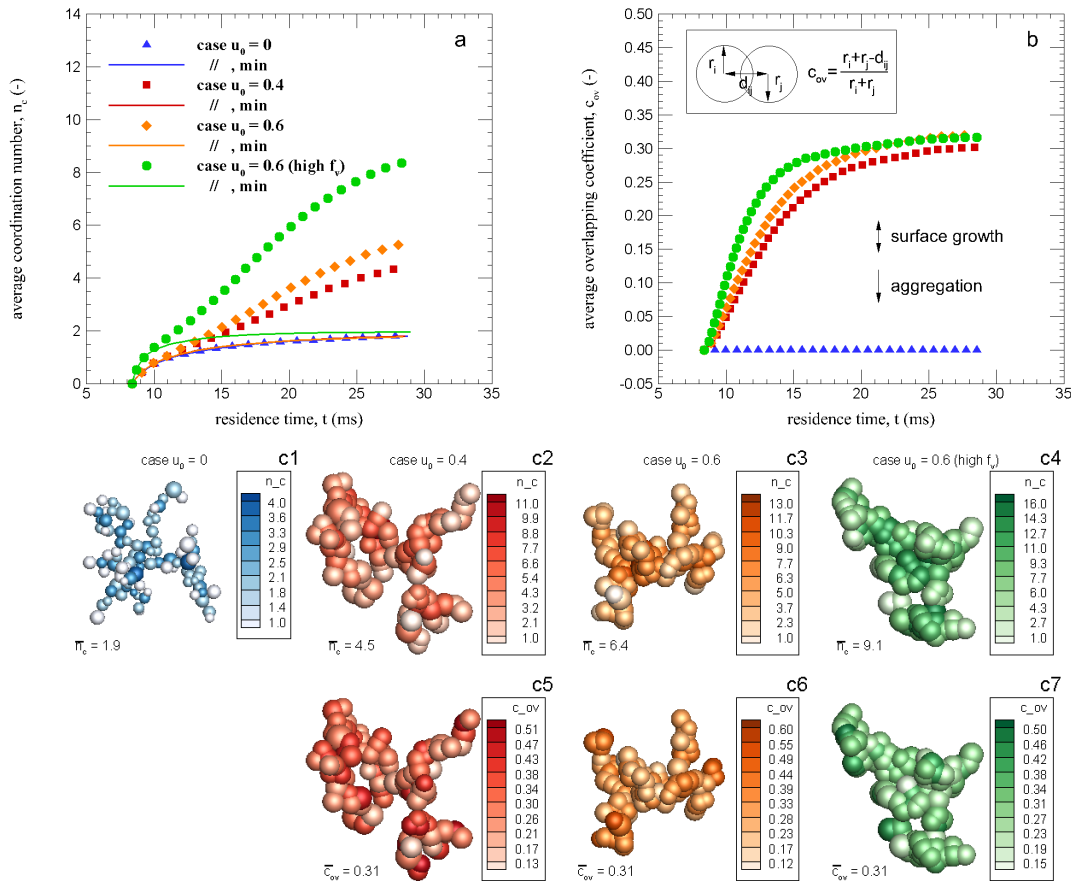 a
average coordination number, n_c (-)
14
12
10
8
6
4
2
0
case u_0 = 0
// , min
case u_0 = 0.4
// , min
case u_0 = 0.6
// , min
case u_0 = 0.6 (high f_v)
// , min
5
10
15
20
25
30
35
residence time, t (ms)
b
average overlapping coefficient, c_ov (-)
0.50
0.45
0.40
0.35
0.30
0.25
0.20
0.15
0.10
0.05
0.00
-0.05
r_i
d_ij
r_j
c_ov = (r_i+r_j-d_ij)/(r_i+r_j)
surface growth
aggregation
5
10
15
20
25
30
35
residence time, t (ms)
case u_0 = 0
c1
n_c
4.0
3.6
3.3
2.9
2.5
2.1
1.8
1.4
1.0
n̅_c = 1.9
case u_0 = 0.4
c2
n_c
11.0
9.9
8.8
7.7
6.6
5.4
4.3
3.2
2.1
1.0
n̅_c = 4.5
case u_0 = 0.6
c3
n_c
13.0
11.7
10.3
9.0
7.7
6.3
5.0
3.7
2.3
1.0
n̅_c = 6.4
case u_0 = 0.6 (high f_v)
c4
n_c
16.0
14.3
12.7
11.0
9.3
7.7
6.0
4.3
2.7
1.0
n̅_c = 9.1
c5
c_ov
0.51
0.47
0.43
0.38
0.34
0.30
0.26
0.21
0.17
0.13
c̅_ov = 0.31
c6
c_ov
0.60
0.55
0.49
0.44
0.39
0.33
0.28
0.23
0.17
0.12
c̅_ov = 0.31
c7
c_ov
0.50
0.46
0.42
0.38
0.34
0.31
0.27
0.23
0.19
0.15
c̅_ov = 0.31